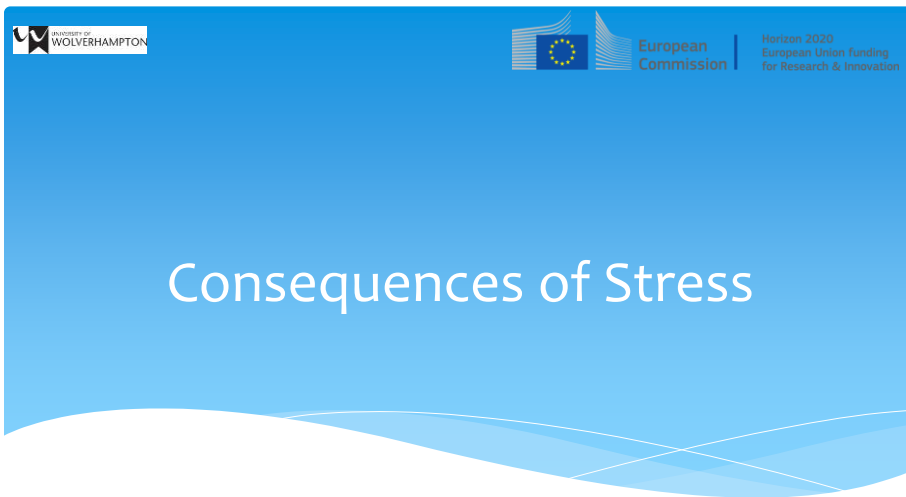 UNIVERSITY OF
WOLVERHAMPTON
European
Commission
Horizon 2020
European Union funding
for Research & Innovation
Consequences of Stress